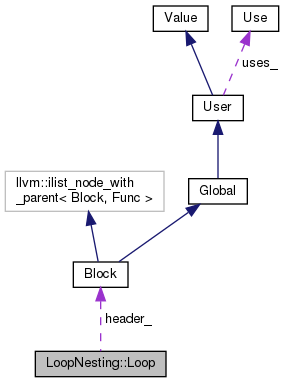 Value
Use
uses_
User
llvm::ilist_node_with
_parent< Block, Func >
Global
Block
header_
LoopNesting::Loop